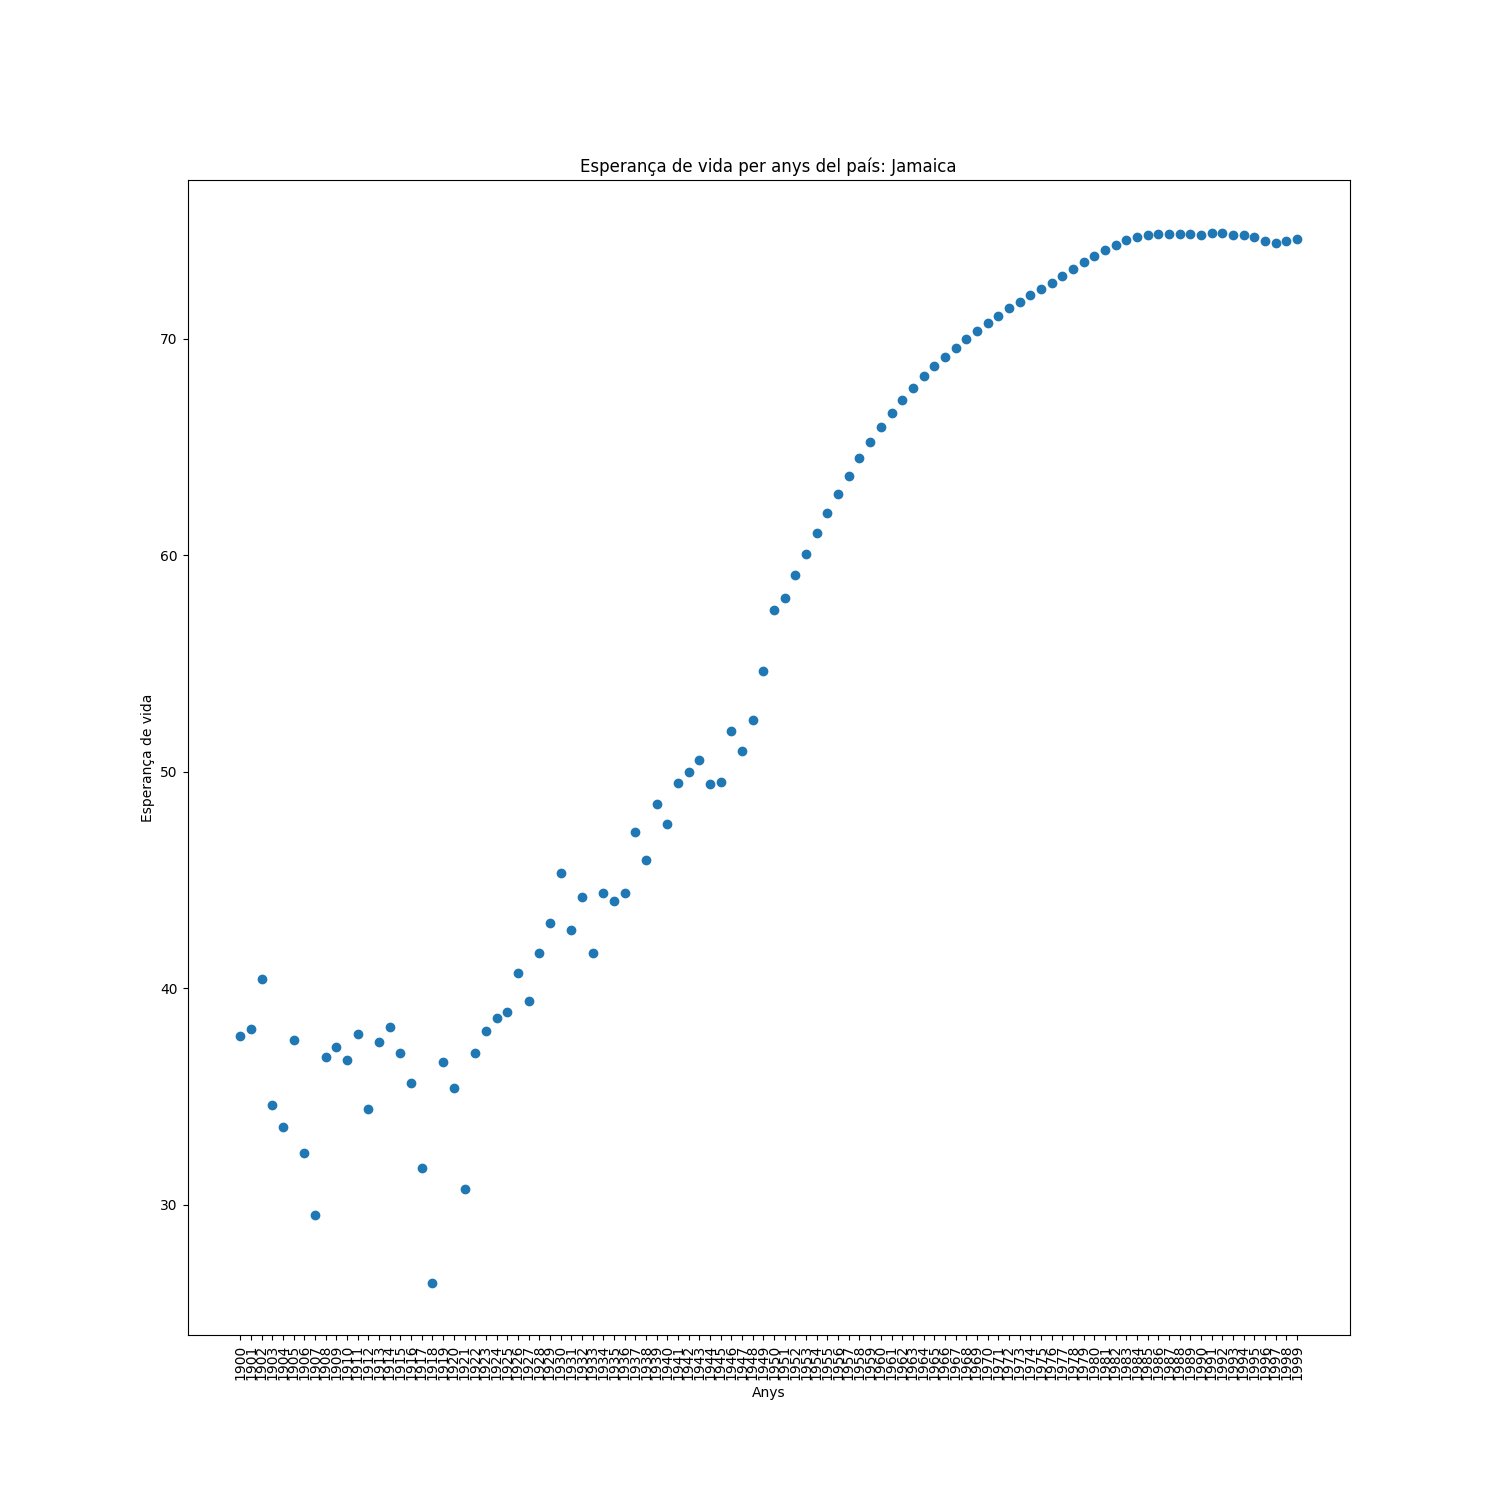 Esperança de vida per anys del país: Jamaica
70
60
50
40
30
Esperança de vida
1900 1901 1902 1903 1904 1905 1906 1907 1908 1909 1910 1911 1912 1913 1914 1915 1916 1917 1918 1919 1920 1921 1922 1923 1924 1925 1926 1927 1928 1929 1930 1931 1932 1933 1934 1935 1936 1937 1938 1939 1940 1941 1942 1943 1944 1945 1946 1947 1948 1949 1950 1951 1952 1953 1954 1955 1956 1957 1958 1959 1960 1961 1962 1963 1964 1965 1966 1967 1968 1969 1970 1971 1972 1973 1974 1975 1976 1977 1978 1979 1980 1981 1982 1983 1984 1985 1986 1987 1988 1989 1990 1991 1992 1993 1994 1995 1996 1997 1998 1999
Anys